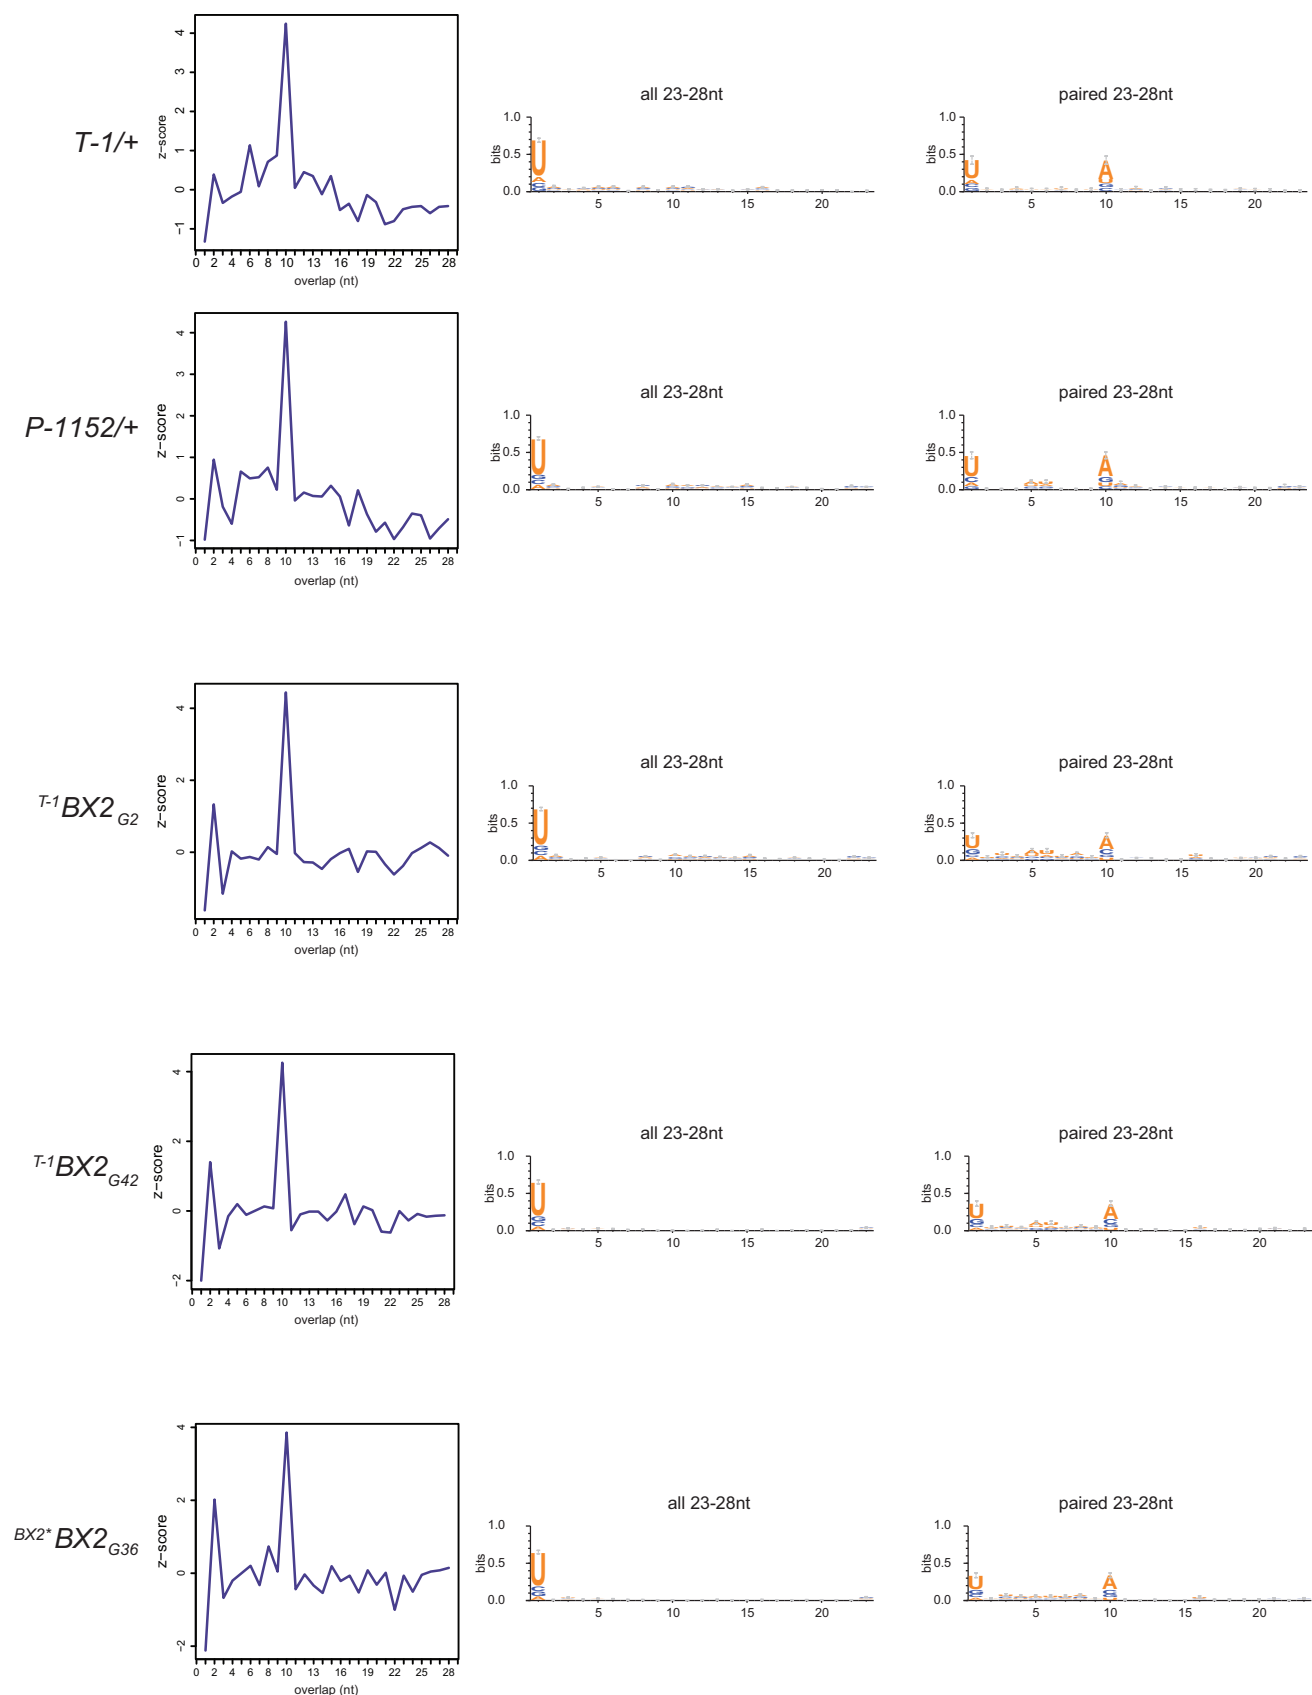 T-1/+
z-score
4
3
2
1
0
−1
0 2 4 6 8 10 13 16 19 22 25 28
overlap (nt)
all 23-28nt
bits
1.0
0.5
0.0
U
5 10 15 20
paired 23-28nt
bits
1.0
0.5
0.0
U A
5 10 15 20
P-1152/+
z-score
4
3
2
1
0
−1
0 2 4 6 8 10 13 16 19 22 25 28
overlap (nt)
all 23-28nt
bits
1.0
0.5
0.0
U
5 10 15 20
paired 23-28nt
bits
1.0
0.5
0.0
U A
5 10 15 20
T-1BX2G2
z-score
4
2
0
0 2 4 6 8 10 13 16 19 22 25 28
overlap (nt)
all 23-28nt
bits
1.0
0.5
0.0
U
5 10 15 20
paired 23-28nt
bits
1.0
0.5
0.0
U A
5 10 15 20
T-1BX2G42
z-score
4
2
0
−2
0 2 4 6 8 10 13 16 19 22 25 28
overlap (nt)
all 23-28nt
bits
1.0
0.5
0.0
U
5 10 15 20
paired 23-28nt
bits
1.0
0.5
0.0
U A
5 10 15 20
BX2*BX2G36
z-score
4
2
0
−2
0 2 4 6 8 10 13 16 19 22 25 28
overlap (nt)
all 23-28nt
bits
1.0
0.5
0.0
U
5 10 15 20
paired 23-28nt
bits
1.0
0.5
0.0
U A
5 10 15 20